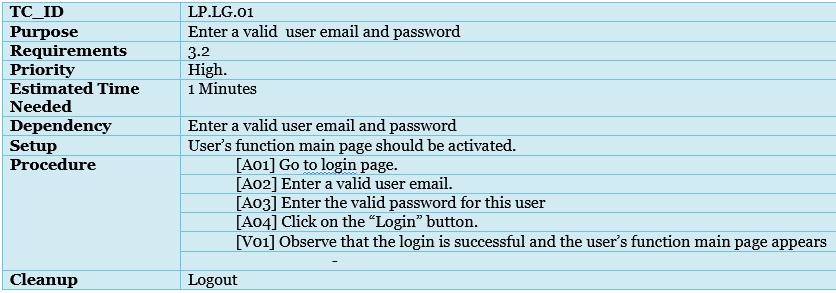 TC_ID LP.LG.01
Purpose Enter a valid user email and password
Requirements 3.2
Priority High.
Estimated Time 1 Minutes
Needed
Dependency Enter a valid user email and password
Setup User's function main page should be activated.
Procedure [A01] Go to login page.
[A02] Enter a valid user email.
[A03] Enter the valid password for this user
[A04] Click on the “Login” button.
[V01] Observe that the login is successful and the user's function main page appears
-
Cleanup Logout